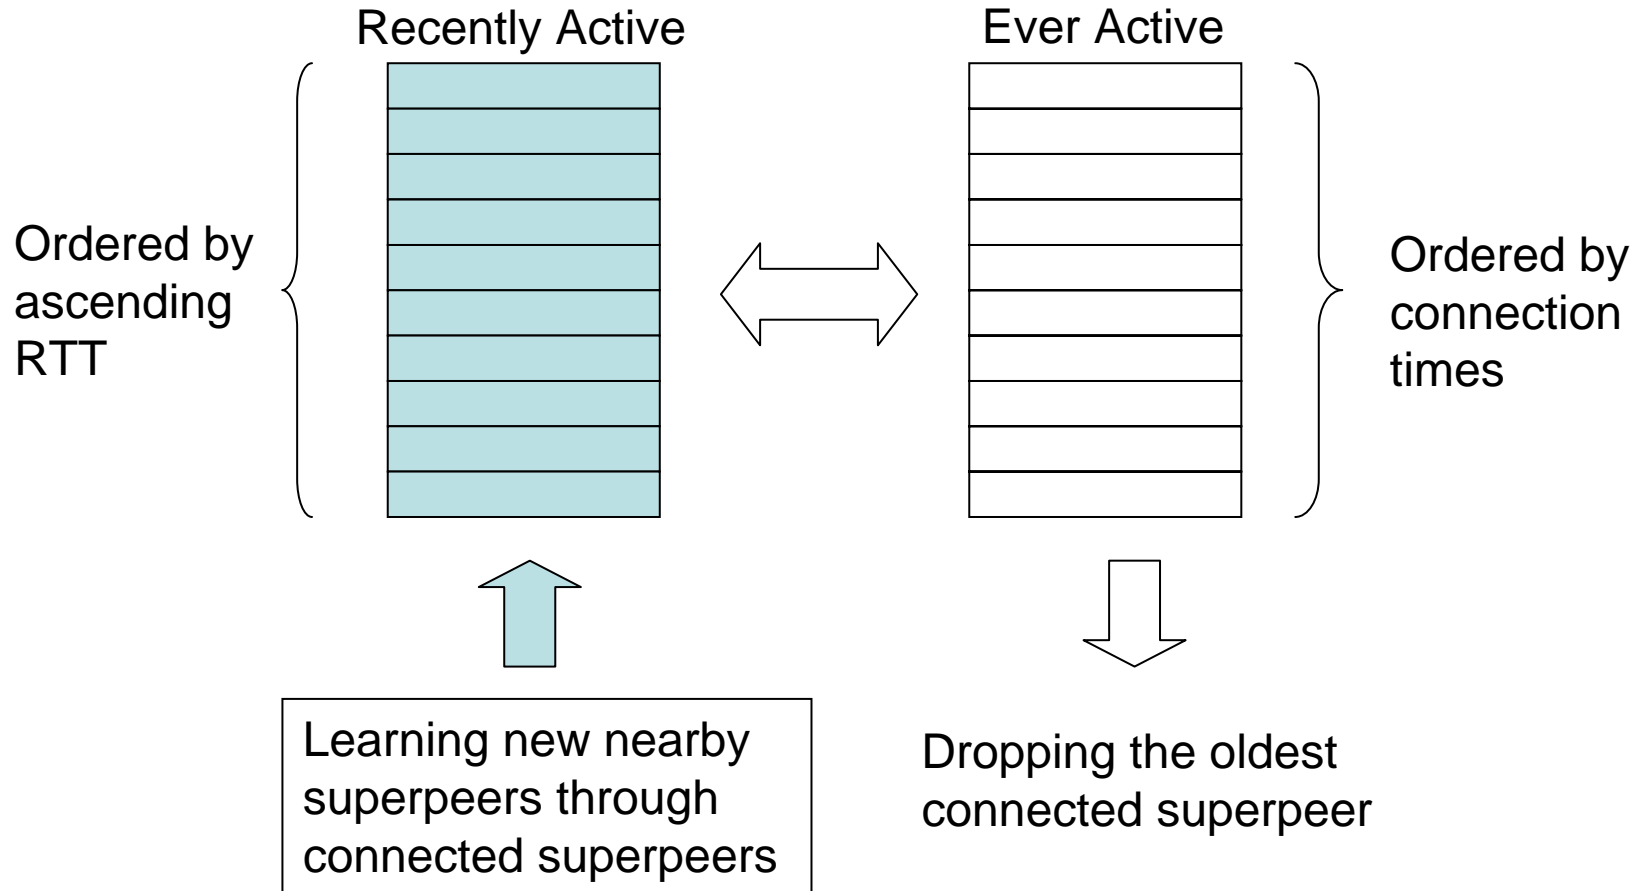 Recently Active
Ever Active
Ordered by
ascending
RTT
Ordered by
connection
times
Learning new nearby
superpeers through
connected superpeers
Dropping the oldest
connected superpeer